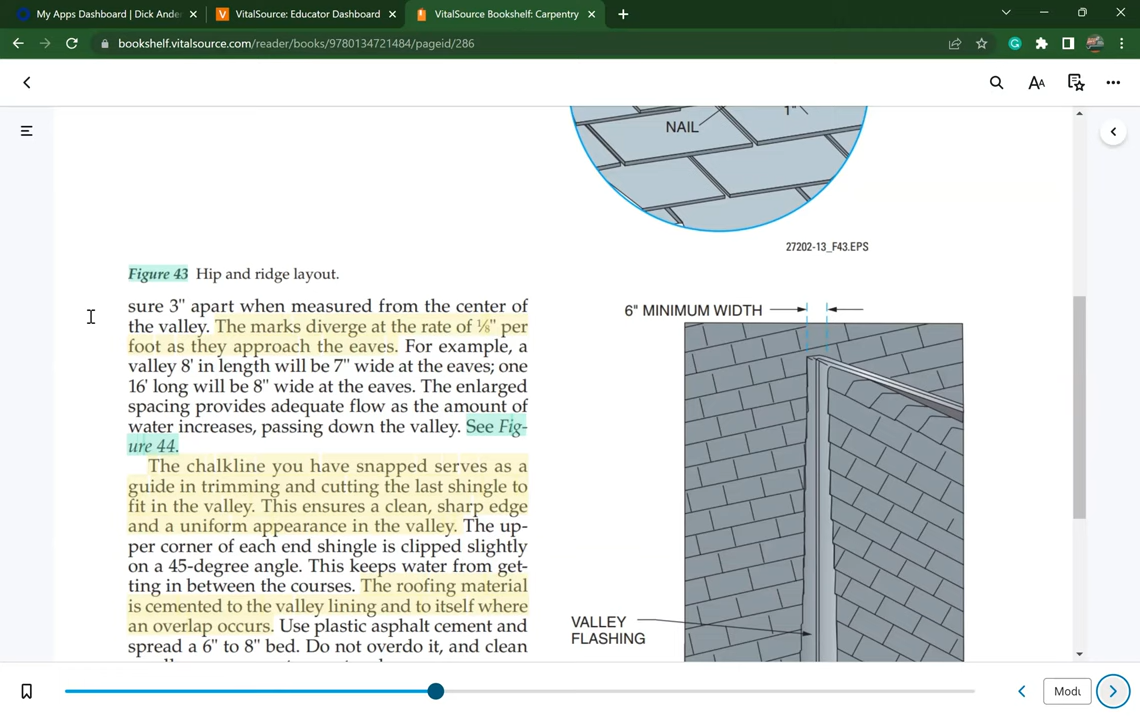 My Apps Dashboard | Dick Ander
VitalSource: Educator Dashboard
VitalSource Bookshelf: Carpentry
bookshelf.vitalsource.com/reader/books/9780134721484/pageid/286
AA
NAIL
1"
27202-13_F43.EPS
Figure 43 Hip and ridge layout.
sure 3" apart when measured from the center of
the valley. The marks diverge at the rate of ⅛" per
foot as they approach the eaves. For example, a
valley 8' in length will be 7" wide at the eaves; one
16' long will be 8" wide at the eaves. The enlarged
spacing provides adequate flow as the amount of
water increases, passing down the valley. See Fig-
ure 44.
The chalkline you have snapped serves as a
guide in trimming and cutting the last shingle to
fit in the valley. This ensures a clean, sharp edge
and a uniform appearance in the valley. The up-
per corner of each end shingle is clipped slightly
on a 45-degree angle. This keeps water from get-
ting in between the courses. The roofing material
is cemented to the valley lining and to itself where
an overlap occurs. Use plastic asphalt cement and
spread a 6" to 8" bed. Do not overdo it, and clean
6" MINIMUM WIDTH
VALLEY
FLASHING
Modu